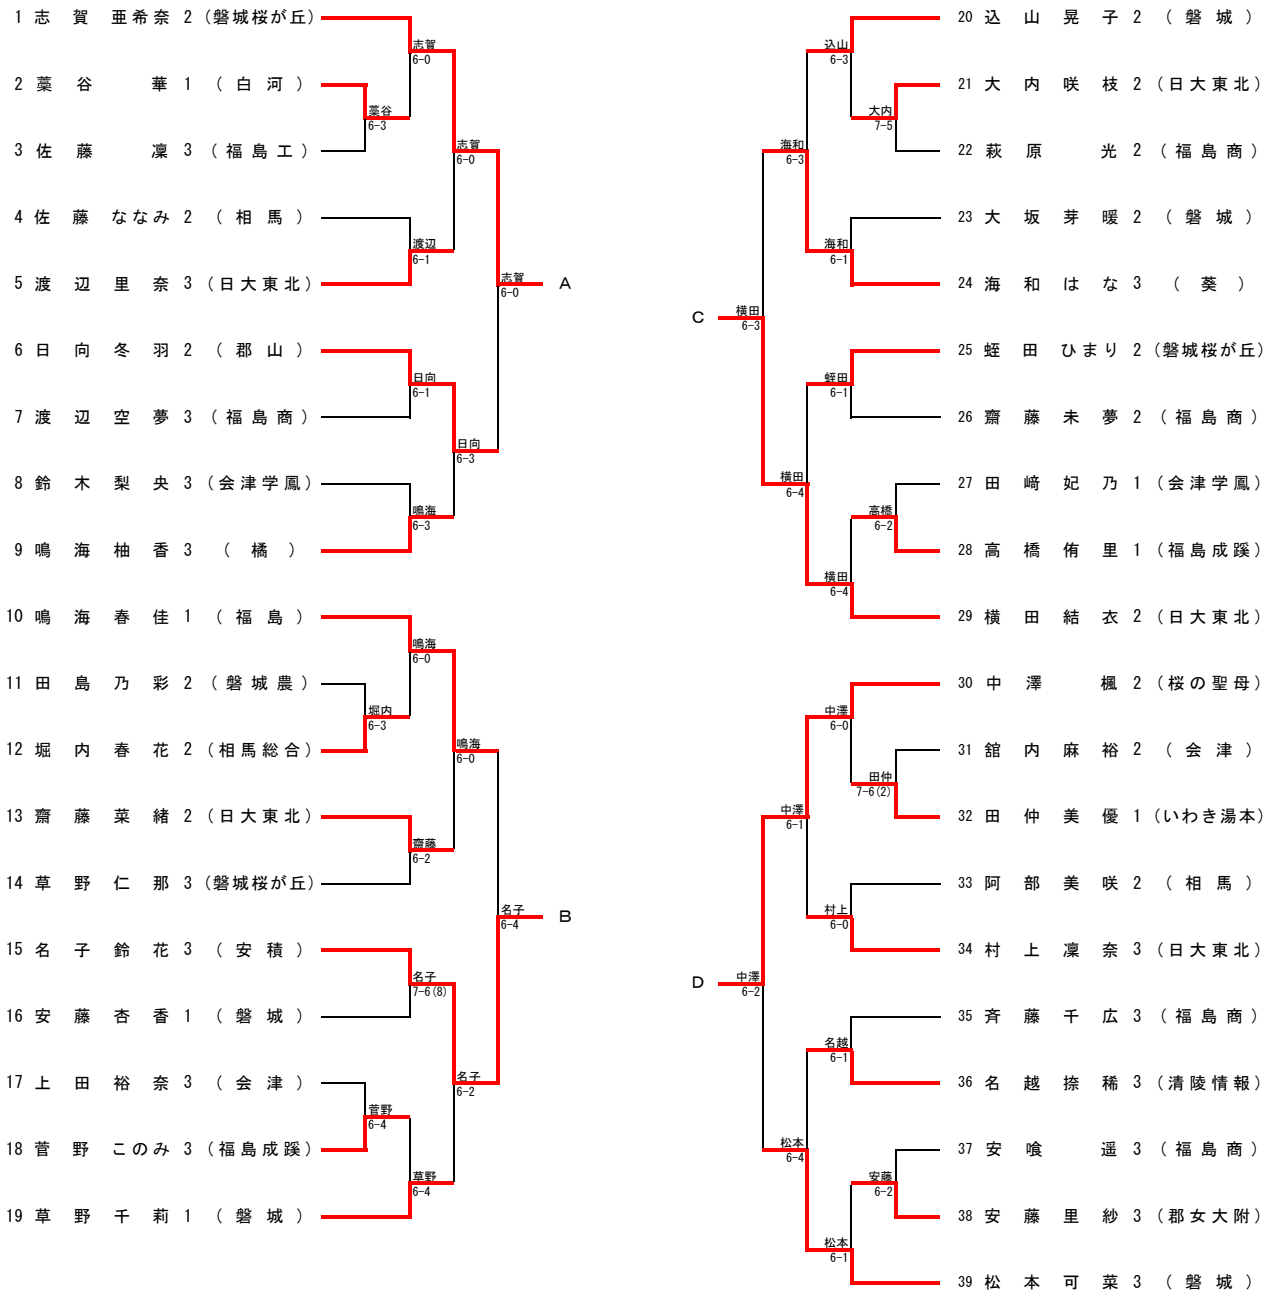 1 志賀 亜希奈 2 (磐城桜が丘)
志賀
6-0
2 藁谷 華 1 (白河)
藁谷
6-3
3 佐藤 凜 3 (福島工)
志賀
6-0
4 佐藤 ななみ 2 (相馬)
渡辺
6-1
5 渡辺 里奈 3 (日大東北)
志賀
6-0
A
6 日向 冬羽 2 (郡山)
日向
6-1
7 渡辺 空夢 3 (福島商)
日向
6-3
8 鈴木 梨央 3 (会津学鳳)
鳴海
6-3
9 鳴海 柚香 3 (橘)
10 鳴海 春佳 1 (福島)
鳴海
6-0
11 田島 乃彩 2 (磐城農)
堀内
6-3
12 堀内 春花 2 (相馬総合)
鳴海
6-0
13 齋藤 菜緒 2 (日大東北)
齋藤
6-2
14 草野 仁那 3 (磐城桜が丘)
名子
6-4
B
15 名子 鈴花 3 (安積)
名子
7-6(8)
16 安藤 杏香 1 (磐城)
名子
6-2
17 上田 裕奈 3 (会津)
菅野
6-4
18 菅野 このみ 3 (福島成蹊)
草野
6-4
19 草野 千莉 1 (磐城)
20 込山 晃子 2 (磐城)
込山
6-3
21 大内 咲枝 2 (日大東北)
大内
7-5
22 萩原 光 2 (福島商)
海和
6-3
23 大坂 芽暖 2 (磐城)
海和
6-1
24 海和 はな 3 (葵)
C
横田
6-3
25 蛭田 ひまり 2 (磐城桜が丘)
蛭田
6-1
26 齋藤 未夢 2 (福島商)
横田
6-4
27 田﨑 妃乃 1 (会津学鳳)
高橋
6-2
28 高橋 侑里 1 (福島成蹊)
横田
6-4
29 横田 結衣 2 (日大東北)
30 中澤 楓 2 (桜の聖母)
中澤
6-0
31 舘内 麻裕 2 (会津)
田仲
7-6(2)
32 田仲 美優 1 (いわき湯本)
中澤
6-1
33 阿部 美咲 2 (相馬)
村上
6-0
34 村上 凜奈 3 (日大東北)
D
中澤
6-2
35 斉藤 千広 3 (福島商)
名越
6-1
36 名越 捺稀 3 (清陵情報)
松本
6-4
37 安喰 遥 3 (福島商)
安藤
6-2
38 安藤 里紗 3 (郡女大附)
松本
6-1
39 松本 可菜 3 (磐城)